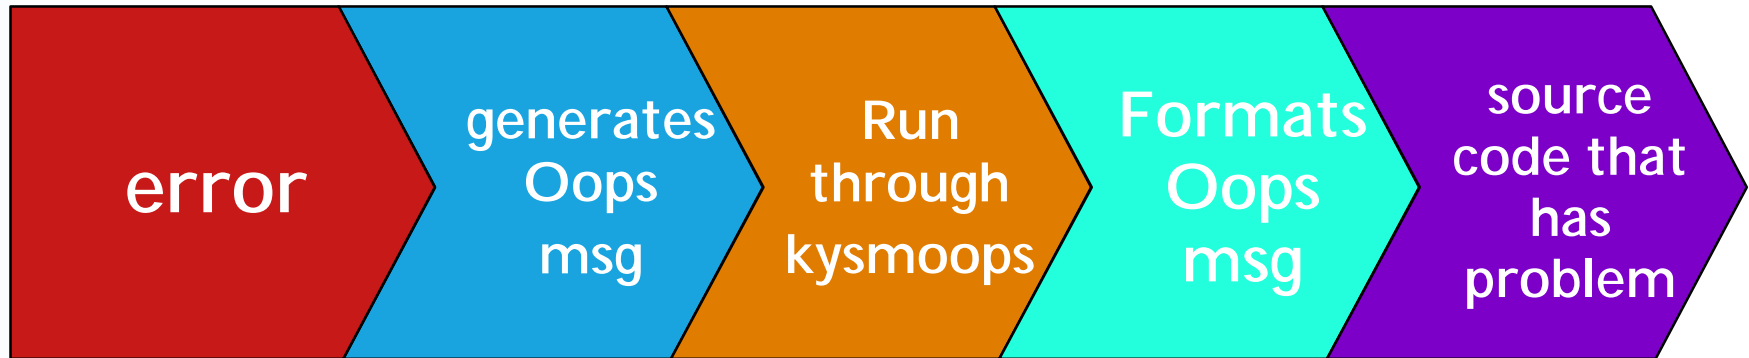 error
generates
Oops
msg
Run
through
kysmoops
Formats
Oops
msg
source
code that
has
problem